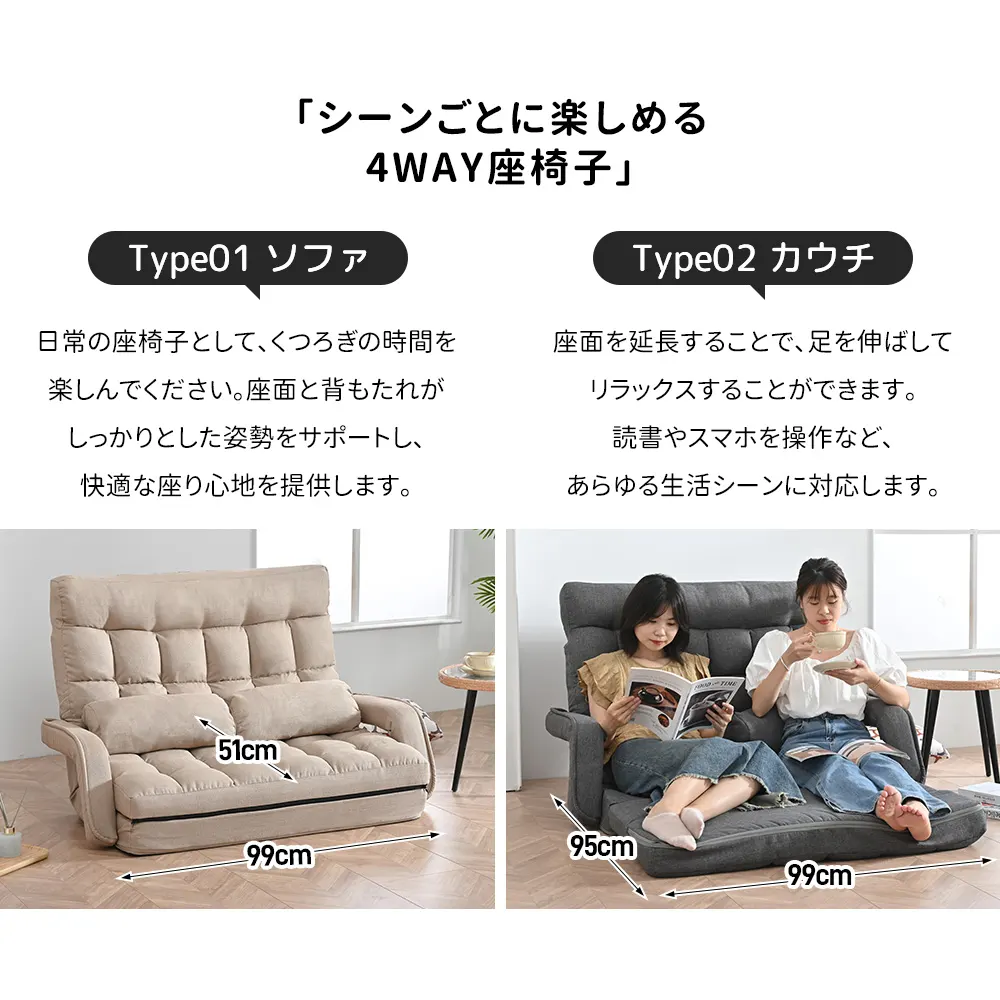 「シーンごとに楽しめる
4WAY座椅子」
Type01 ソファ
日常の座椅子として、くつろぎの時間を
楽しんでください。座面と背もたれが
しっかりとした姿勢をサポートし、
快適な座り心地を提供します。
51cm
99cm
Type02 カウチ
座面を延長することで、足を伸ばして
リラックスすることができます。
読書やスマホを操作など、
あらゆる生活シーンに対応します。
95cm
99cm